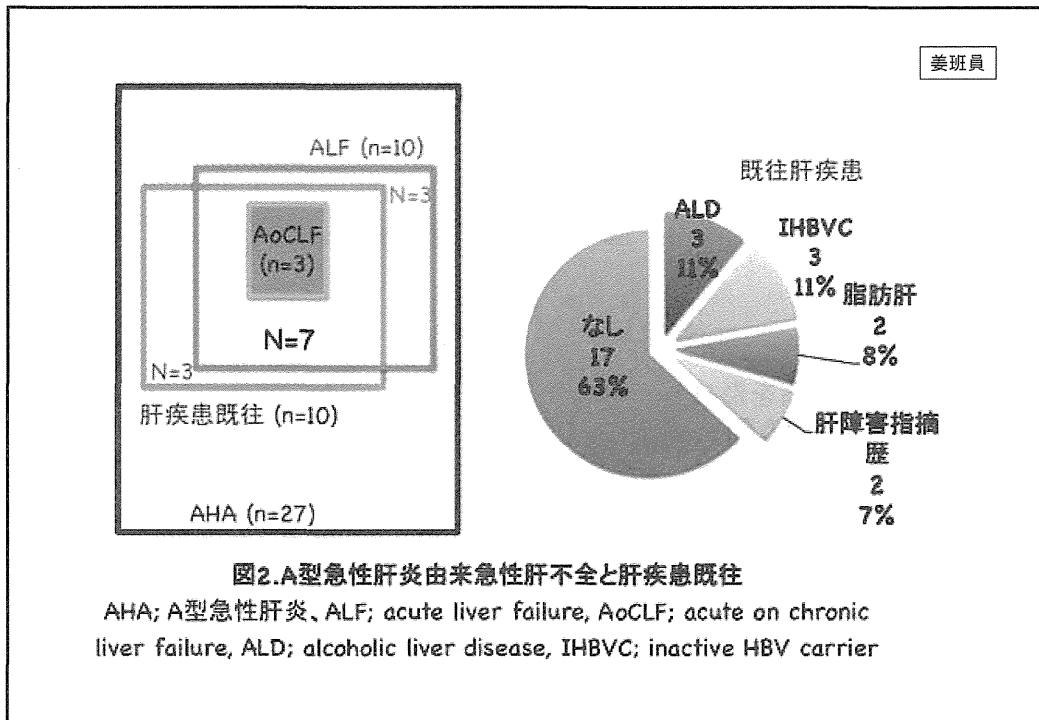 姜班員
ALF (n=10)
N=3
AoCLF
(n=3)
N=7
N=3
肝疾患既往 (n=10)
AHA (n=27)
既往肝疾患
ALD
3
11%
IHBVC
3
11%
脂肪肝
2
8%
なし
17
63%
肝障害指摘
歴
2
7%
図2.A型急性肝炎由来急性肝不全と肝疾患既往
AHA; A型急性肝炎、ALF; acute liver failure, AoCLF; acute on chronic
liver failure, ALD; alcoholic liver disease, IHBVC; inactive HBV carrier